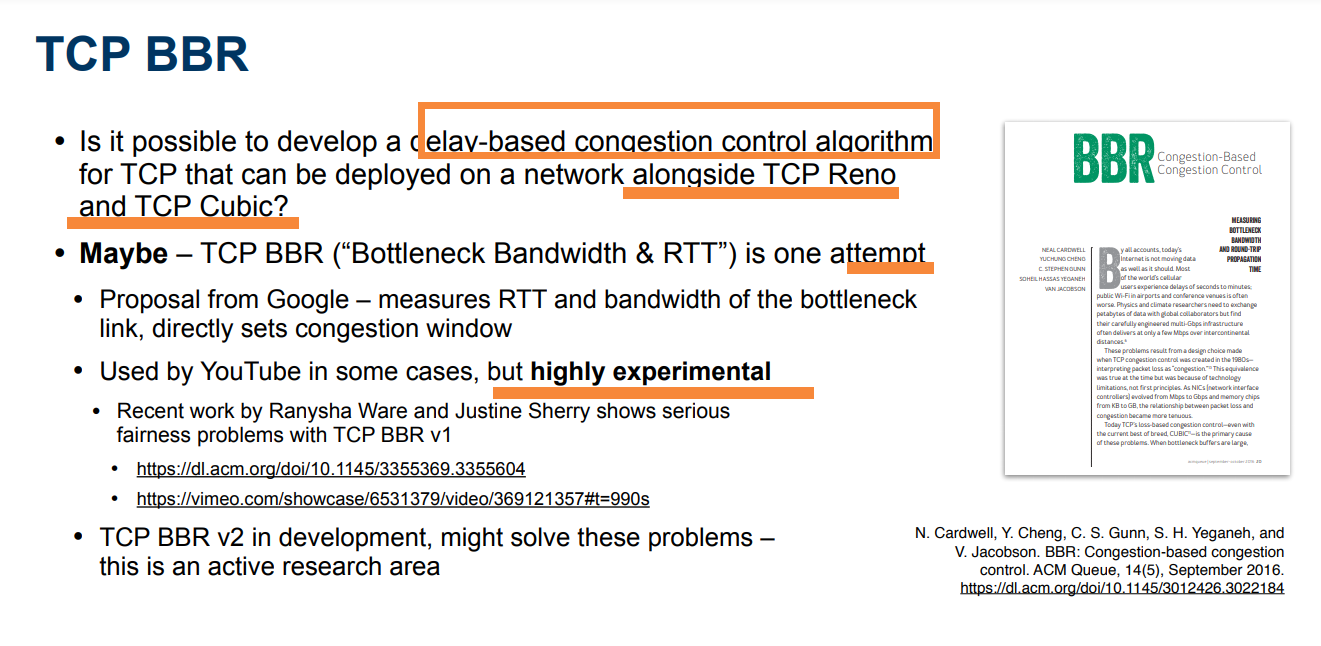 TCP BBR
• Is it possible to develop a delay-based congestion control algorithm
for TCP that can be deployed on a network alongside TCP Reno
and TCP Cubic?
• Maybe – TCP BBR (“Bottleneck Bandwidth & RTT”) is one attempt
• Proposal from Google – measures RTT and bandwidth of the bottleneck
link, directly sets congestion window
• Used by YouTube in some cases, but highly experimental
• Recent work by Ranysha Ware and Justine Sherry shows serious
fairness problems with TCP BBR v1
• https://dl.acm.org/doi/10.1145/3355369.3355604
• https://vimeo.com/showcase/6531379/video/369121357#t=990s
• TCP BBR v2 in development, might solve these problems –
this is an active research area
BBR Congestion-Based
Congestion Control
MEASURING
BOTTLENECK
BANDWIDTH
AND ROUND-TRIP
PROPAGATION
TIME
NEAL CARDWELL
YUCHUNG CHENG
C. STEPHEN GUNN
SOHEIL HASSAS YEGANEH
VAN JACOBSON
By all accounts, today's
Internet is not moving data
as well as it should. Most
of the world's cellular
users experience delays of seconds to minutes;
public Wi-Fi in airports and conference venues is often
worse. Physics and climate researchers need to exchange
petabytes of data with global collaborators but find
their carefully engineered multi-Gbps infrastructure
often delivers at only a few Mbps over intercontinental
distances.
These problems result from a design choice made
when TCP congestion control was created in the 1980s—
interpreting packet loss as "congestion." This equivalence
was true at the time but was because of technology
limitations, not first principles. As NICs (network interface
controllers) evolved from Mbps to Gbps and memory chips
from KB to GB, the relationship between packet loss and
congestion became more tenuous.
Today TCP's loss-based congestion control—even with
the current best of breed, CUBIC—is the primary cause
of these problems. When bottleneck buffers are large,
N. Cardwell, Y. Cheng, C. S. Gunn, S. H. Yeganeh, and
V. Jacobson. BBR: Congestion-based congestion
control. ACM Queue, 14(5), September 2016.
https://dl.acm.org/doi/10.1145/3012426.3022184